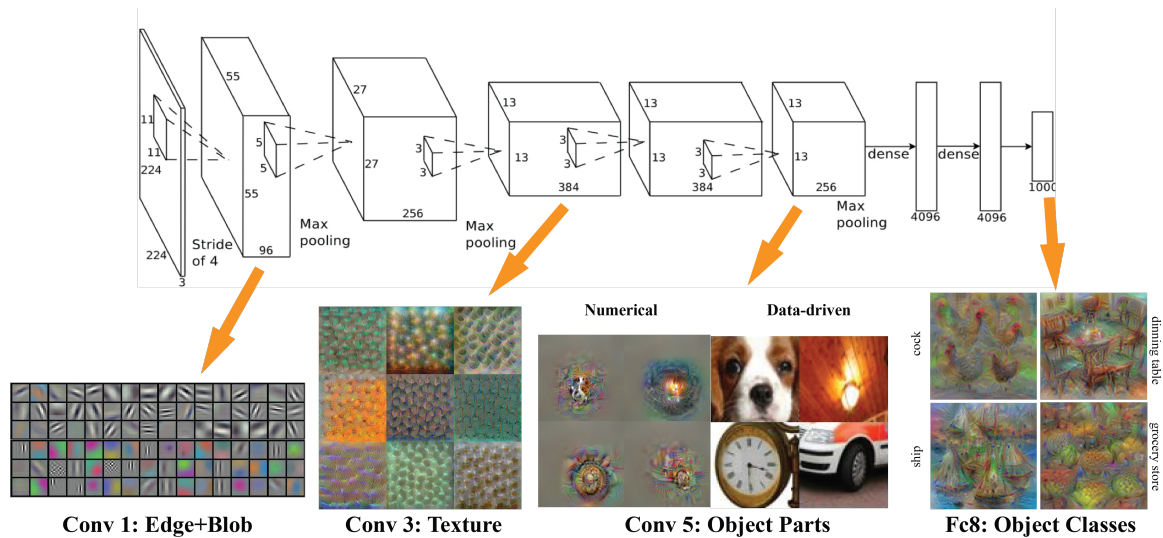 11
11
224
224
3
Stride
of 4
55
55
5
5
96
Max
pooling
27
27
3
3
256
Max
pooling
13
13
3
3
384
13
13
3
3
384
13
13
256
Max
pooling
dense
4096
dense
4096
1000
Conv 1: Edge+Blob
Conv 3: Texture
Numerical
Data-driven
Conv 5: Object Parts
cock
dinning table
ship
grocery store
Fc8: Object Classes